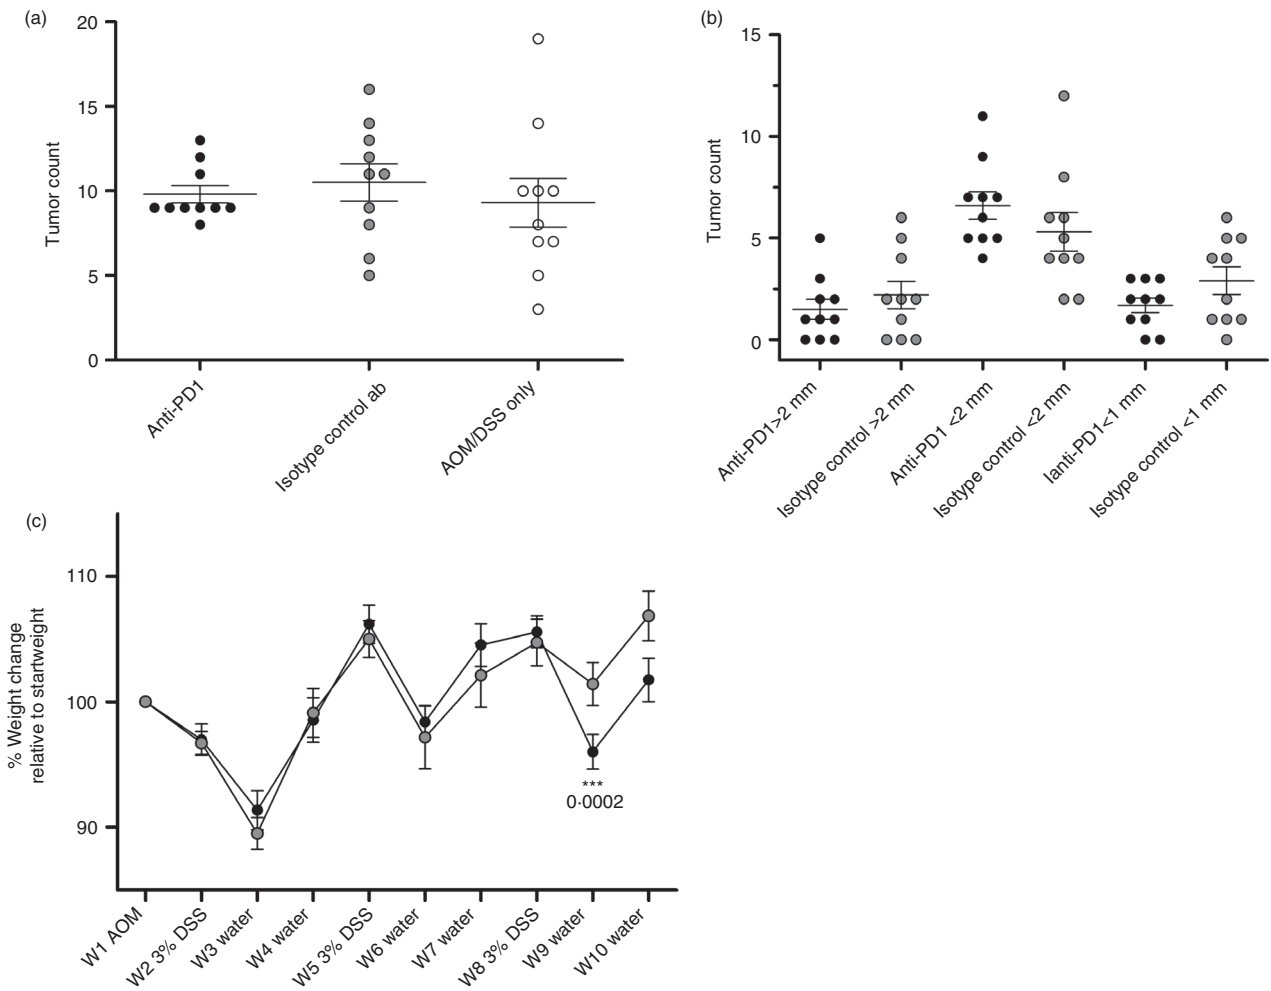 (a)
20
15
10
5
0
Tumor count
Anti-PD1
Isotype control ab
AOM/DSS only
(b)
15
10
5
0
Tumor count
Anti-PD1>2 mm
Isotype control >2 mm
Anti-PD1 <2 mm
Isotype control <2 mm
Ianti-PD1<1 mm
Isotype control <1 mm
(c)
110
100
90
% Weight change
relative to startweight
***
0·0002
W1 AOM
W2 3% DSS
W3 water
W4 water
W5 3% DSS
W6 water
W7 water
W8 3% DSS
W9 water
W10 water